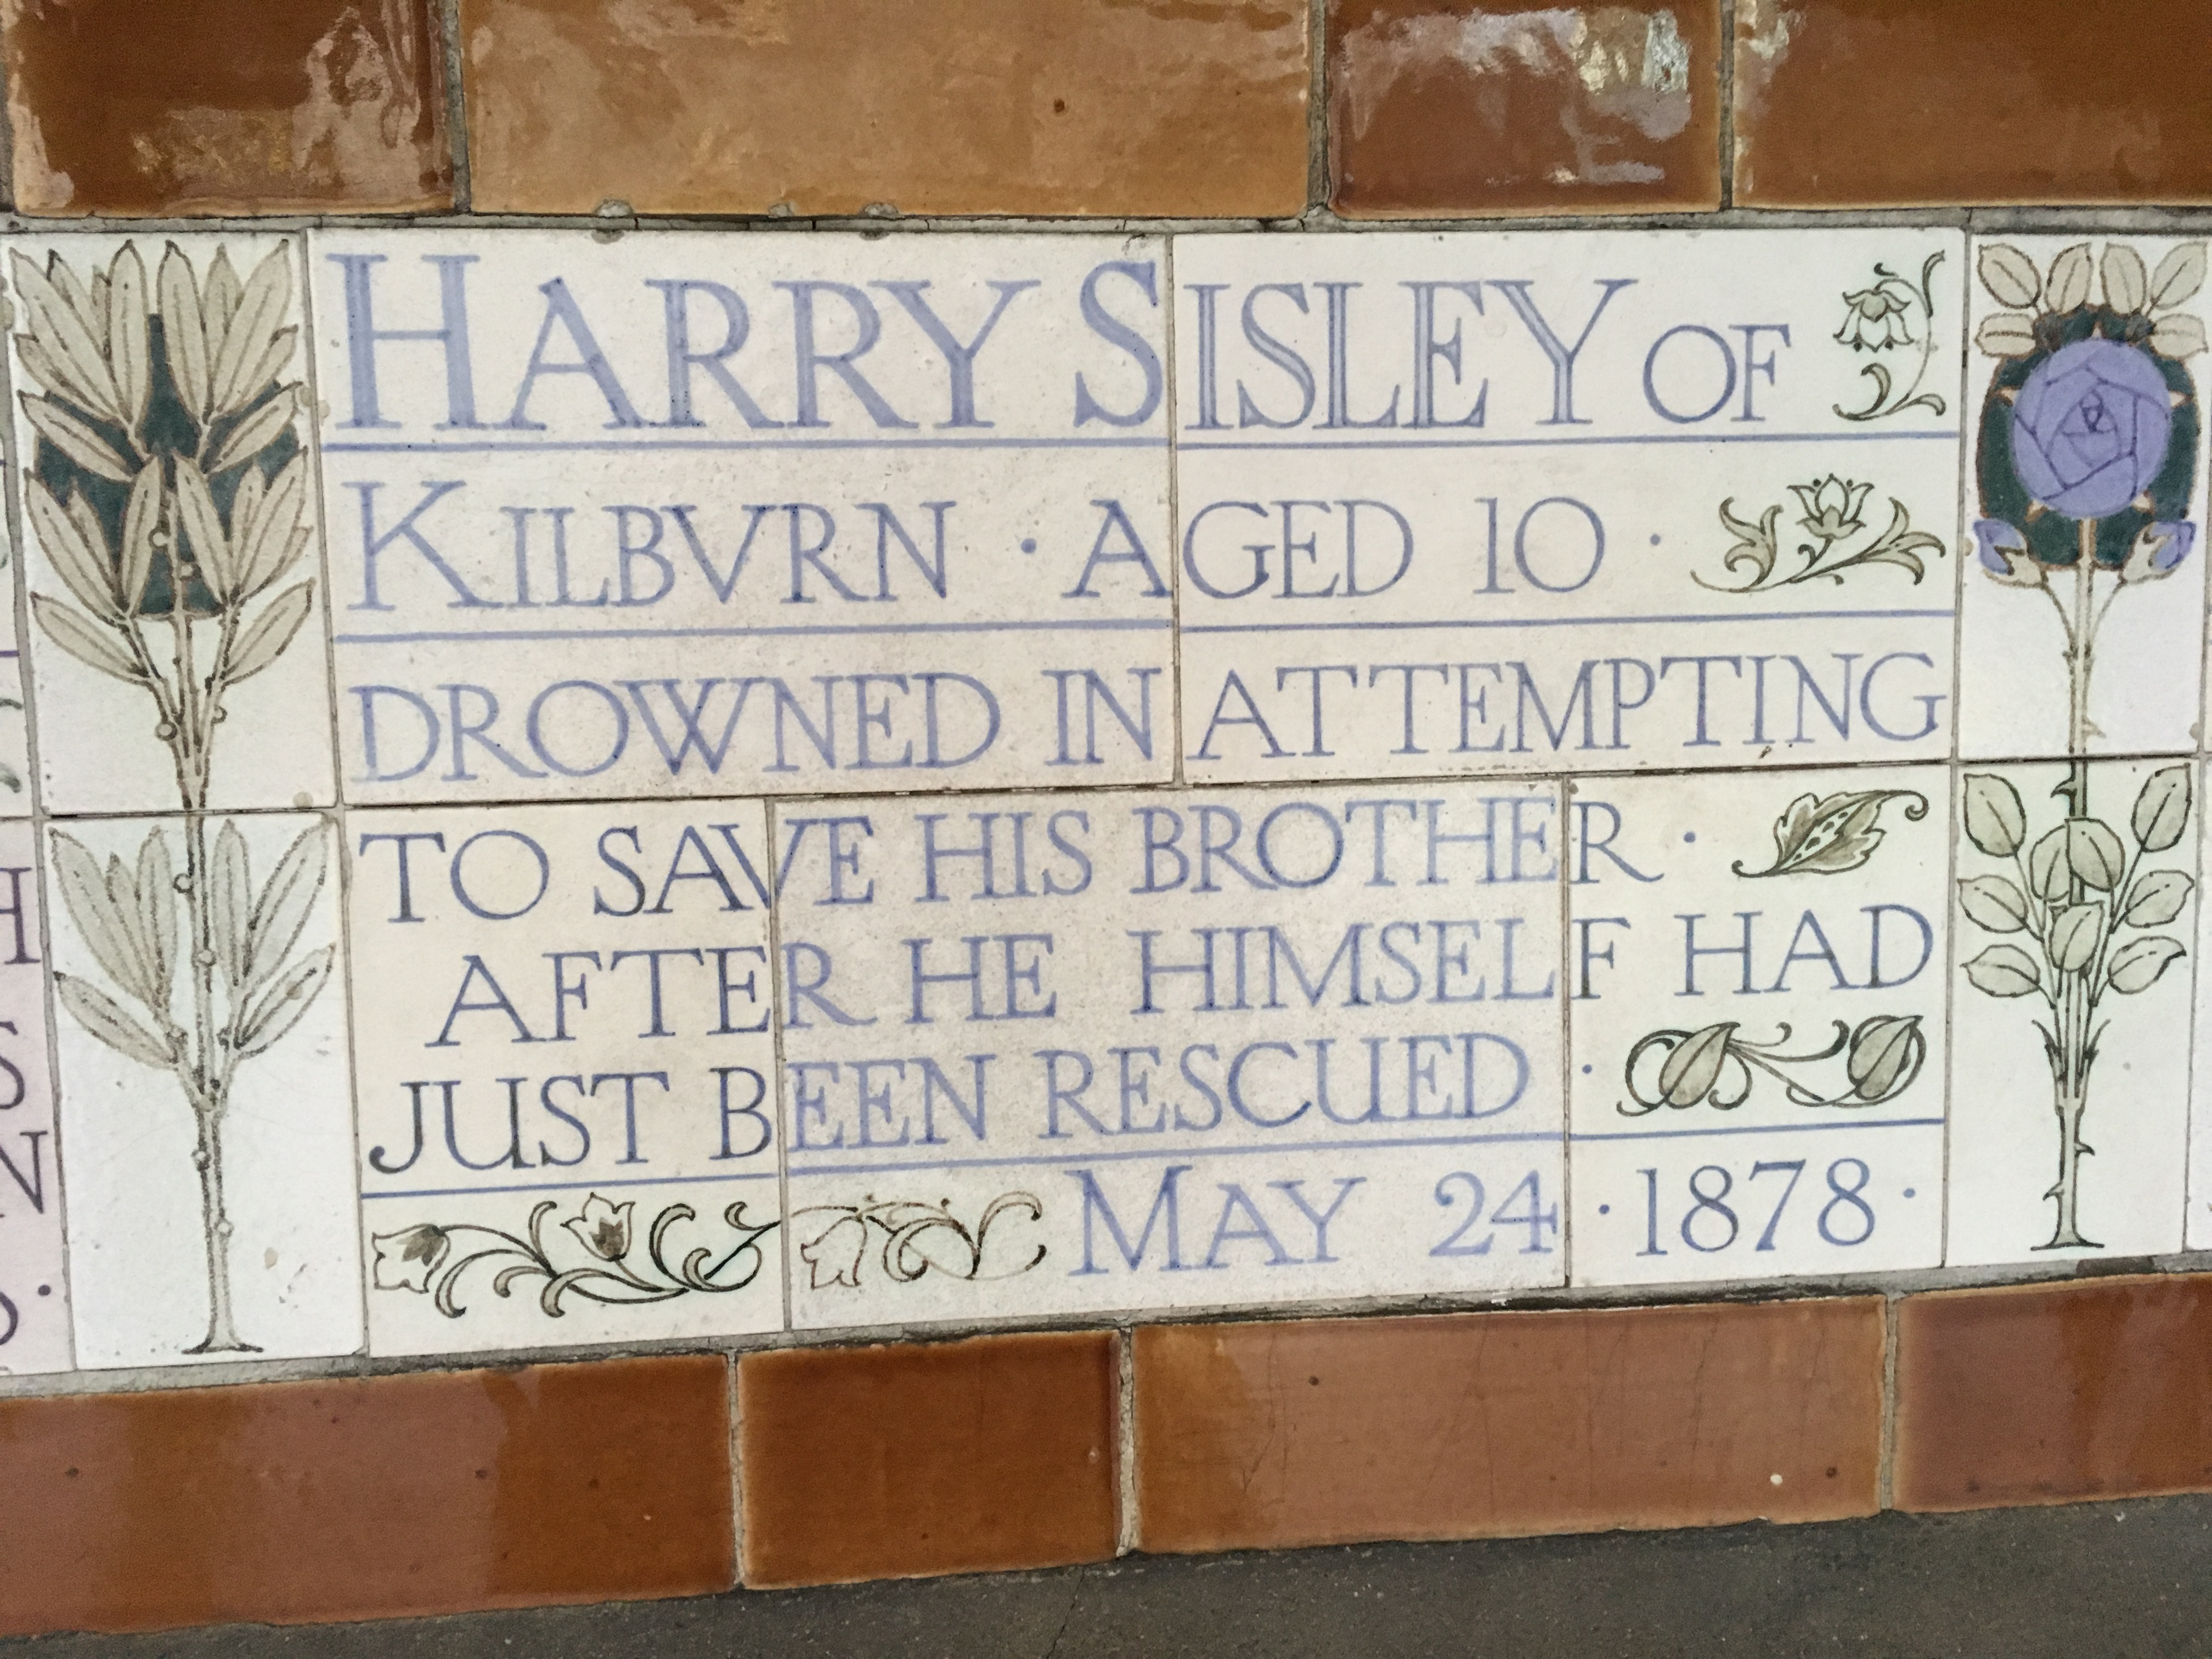 HARRY SISLEY OF
KILBVRN · AGED 10 ·
DROWNED IN ATTEMPTING
TO SAVE HIS BROTHER ·
AFTER HE HIMSELF HAD
JUST BEEN RESCUED ·
MAY 24 · 1878 ·